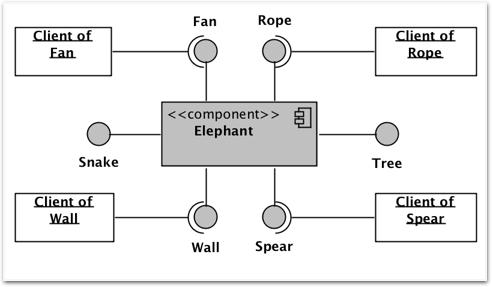 Fan
Rope
Client of
Fan
Client of
Rope
<<component>>
Elephant
Snake
Tree
Client of
Wall
Client of
Spear
Wall
Spear